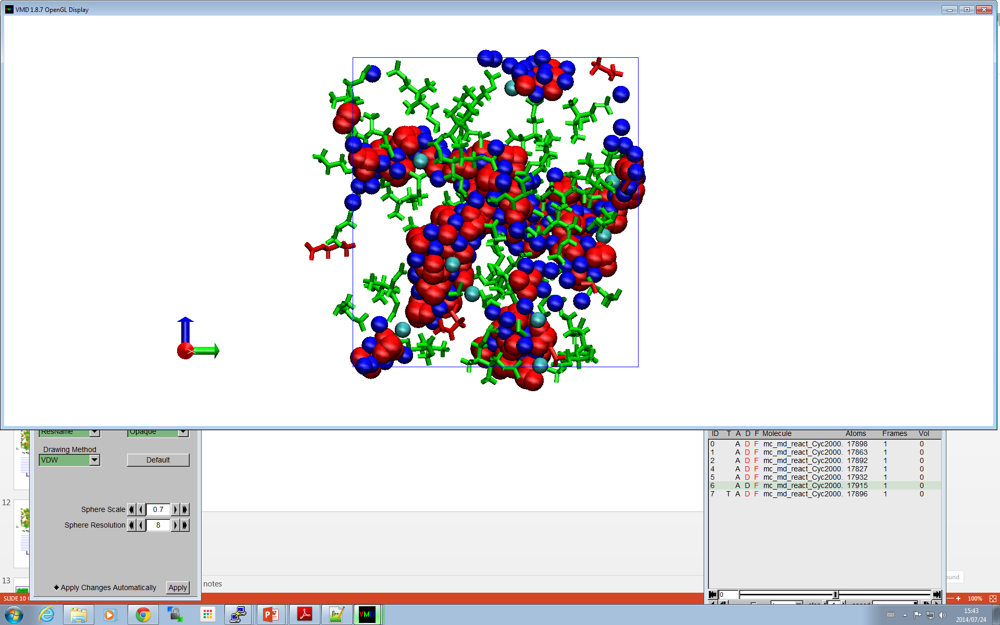 VMD 1.8.7 OpenGL Display
ResName
Opaque
Drawing Method
VDW
Default
Sphere Scale
0.7
Sphere Resolution
8
Apply Changes Automatically
Apply
12
13
notes
ID T A D F Molecule Atoms Frames Vol
0 A D F mc_md_react_Cyc2000. 17898 1 0
1 A D F mc_md_react_Cyc2000. 17863 1 0
2 A D F mc_md_react_Cyc2000. 17892 1 0
4 A D F mc_md_react_Cyc2000. 17827 1 0
5 A D F mc_md_react_Cyc2000. 17932 1 0
6 A D F mc_md_react_Cyc2000. 17915 1 0
7 T A D F mc_md_react_Cyc2000. 17896 1 0
0
SLIDE 10
100%
VMD
15:43
2014/07/24